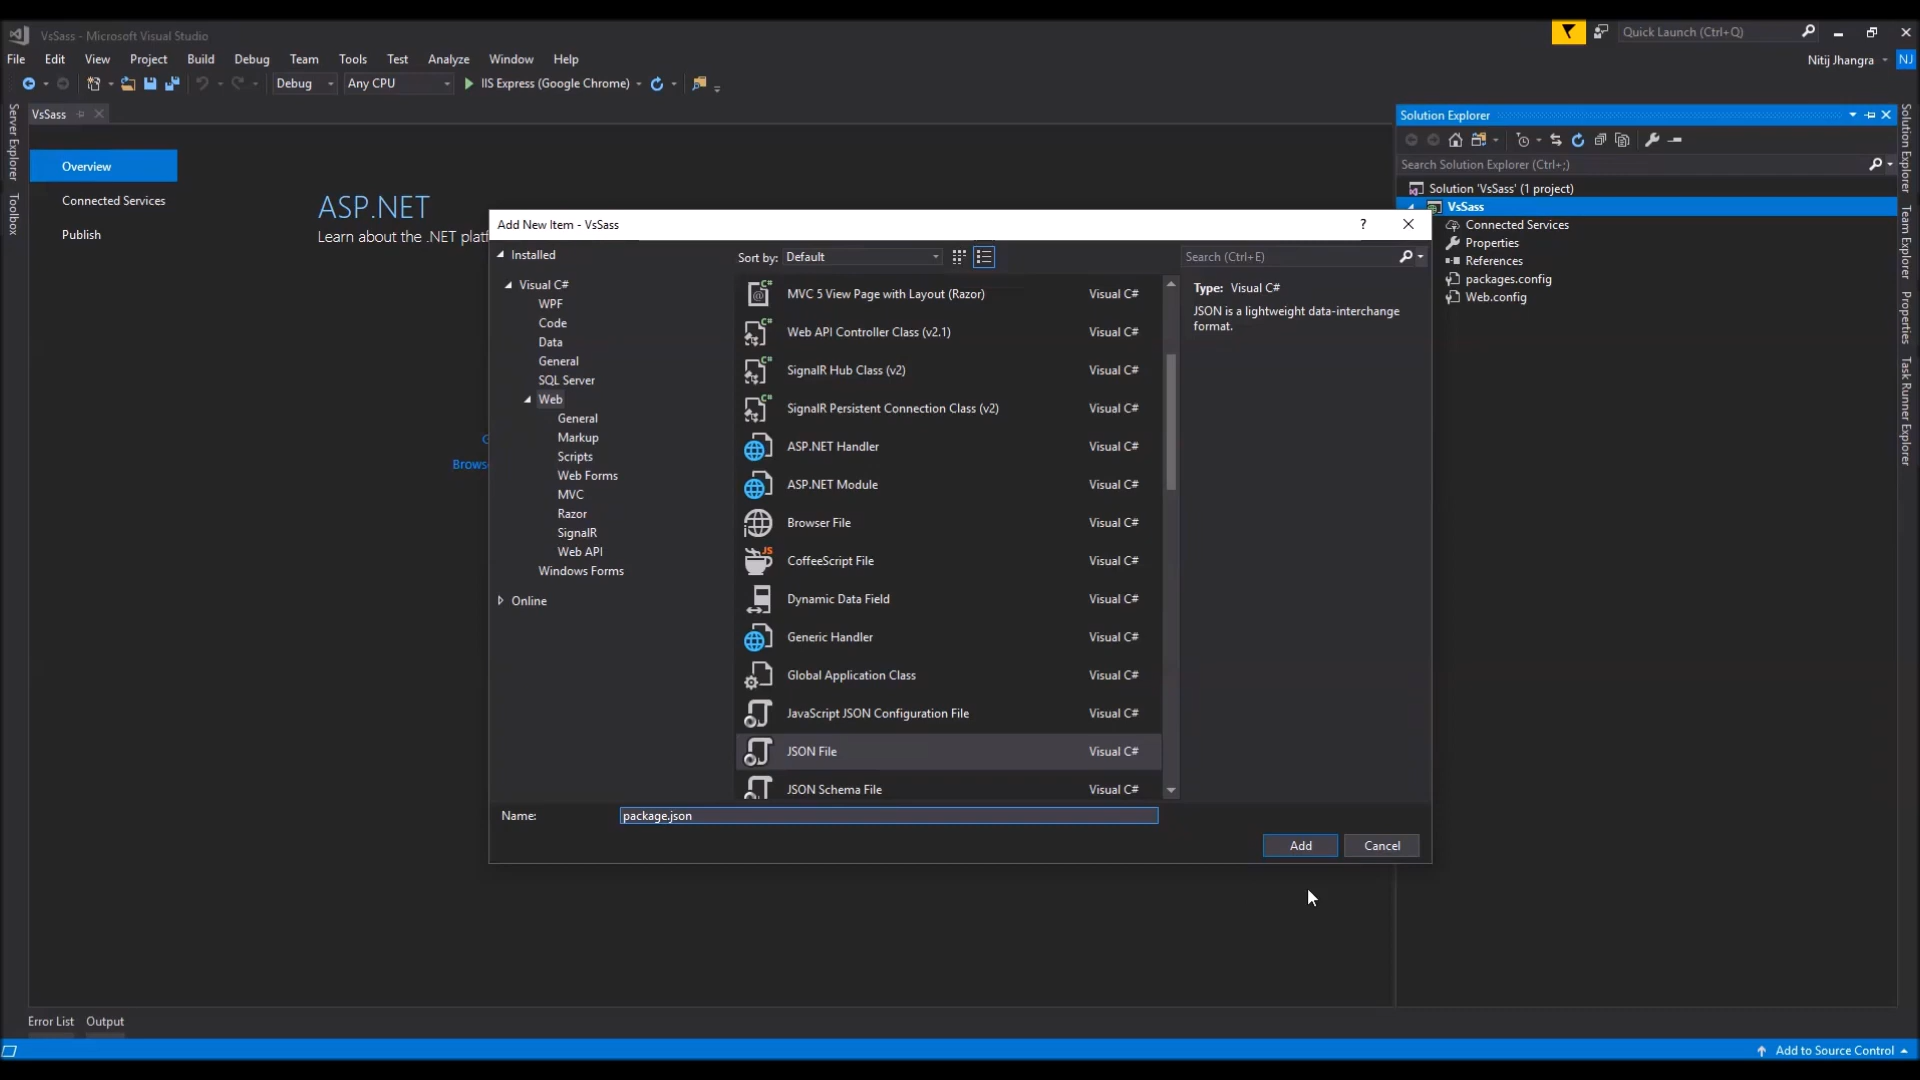 VsSass - Microsoft Visual Studio
Quick Launch (Ctrl+Q)
File Edit View Project Build Debug Team Tools Test Analyze Window Help
Nitij Jhangra NJ
Debug Any CPU IIS Express (Google Chrome)
Server Explorer
Toolbox
VsSass
Overview
Connected Services
Publish
ASP.NET
Learn about the .NET platf
Brows
Add New Item - VsSass
?
Installed
Visual C#
WPF
Code
Data
General
SQL Server
Web
General
Markup
Scripts
Web Forms
MVC
Razor
SignalR
Web API
Windows Forms
Online
Sort by: Default
Search (Ctrl+E)
MVC 5 View Page with Layout (Razor) Visual C#
Web API Controller Class (v2.1) Visual C#
SignalR Hub Class (v2) Visual C#
SignalR Persistent Connection Class (v2) Visual C#
ASP.NET Handler Visual C#
ASP.NET Module Visual C#
Browser File Visual C#
CoffeeScript File Visual C#
Dynamic Data Field Visual C#
Generic Handler Visual C#
Global Application Class Visual C#
JavaScript JSON Configuration File Visual C#
JSON File Visual C#
JSON Schema File Visual C#
Type: Visual C#
JSON is a lightweight data-interchange
format.
Name: package.json
Add Cancel
Solution Explorer
Search Solution Explorer (Ctrl+;)
Solution 'VsSass' (1 project)
VsSass
Connected Services
Properties
References
packages.config
Web.config
Solution Explorer
Team Explorer
Properties
Task Runner Explorer
Error List Output
Add to Source Control